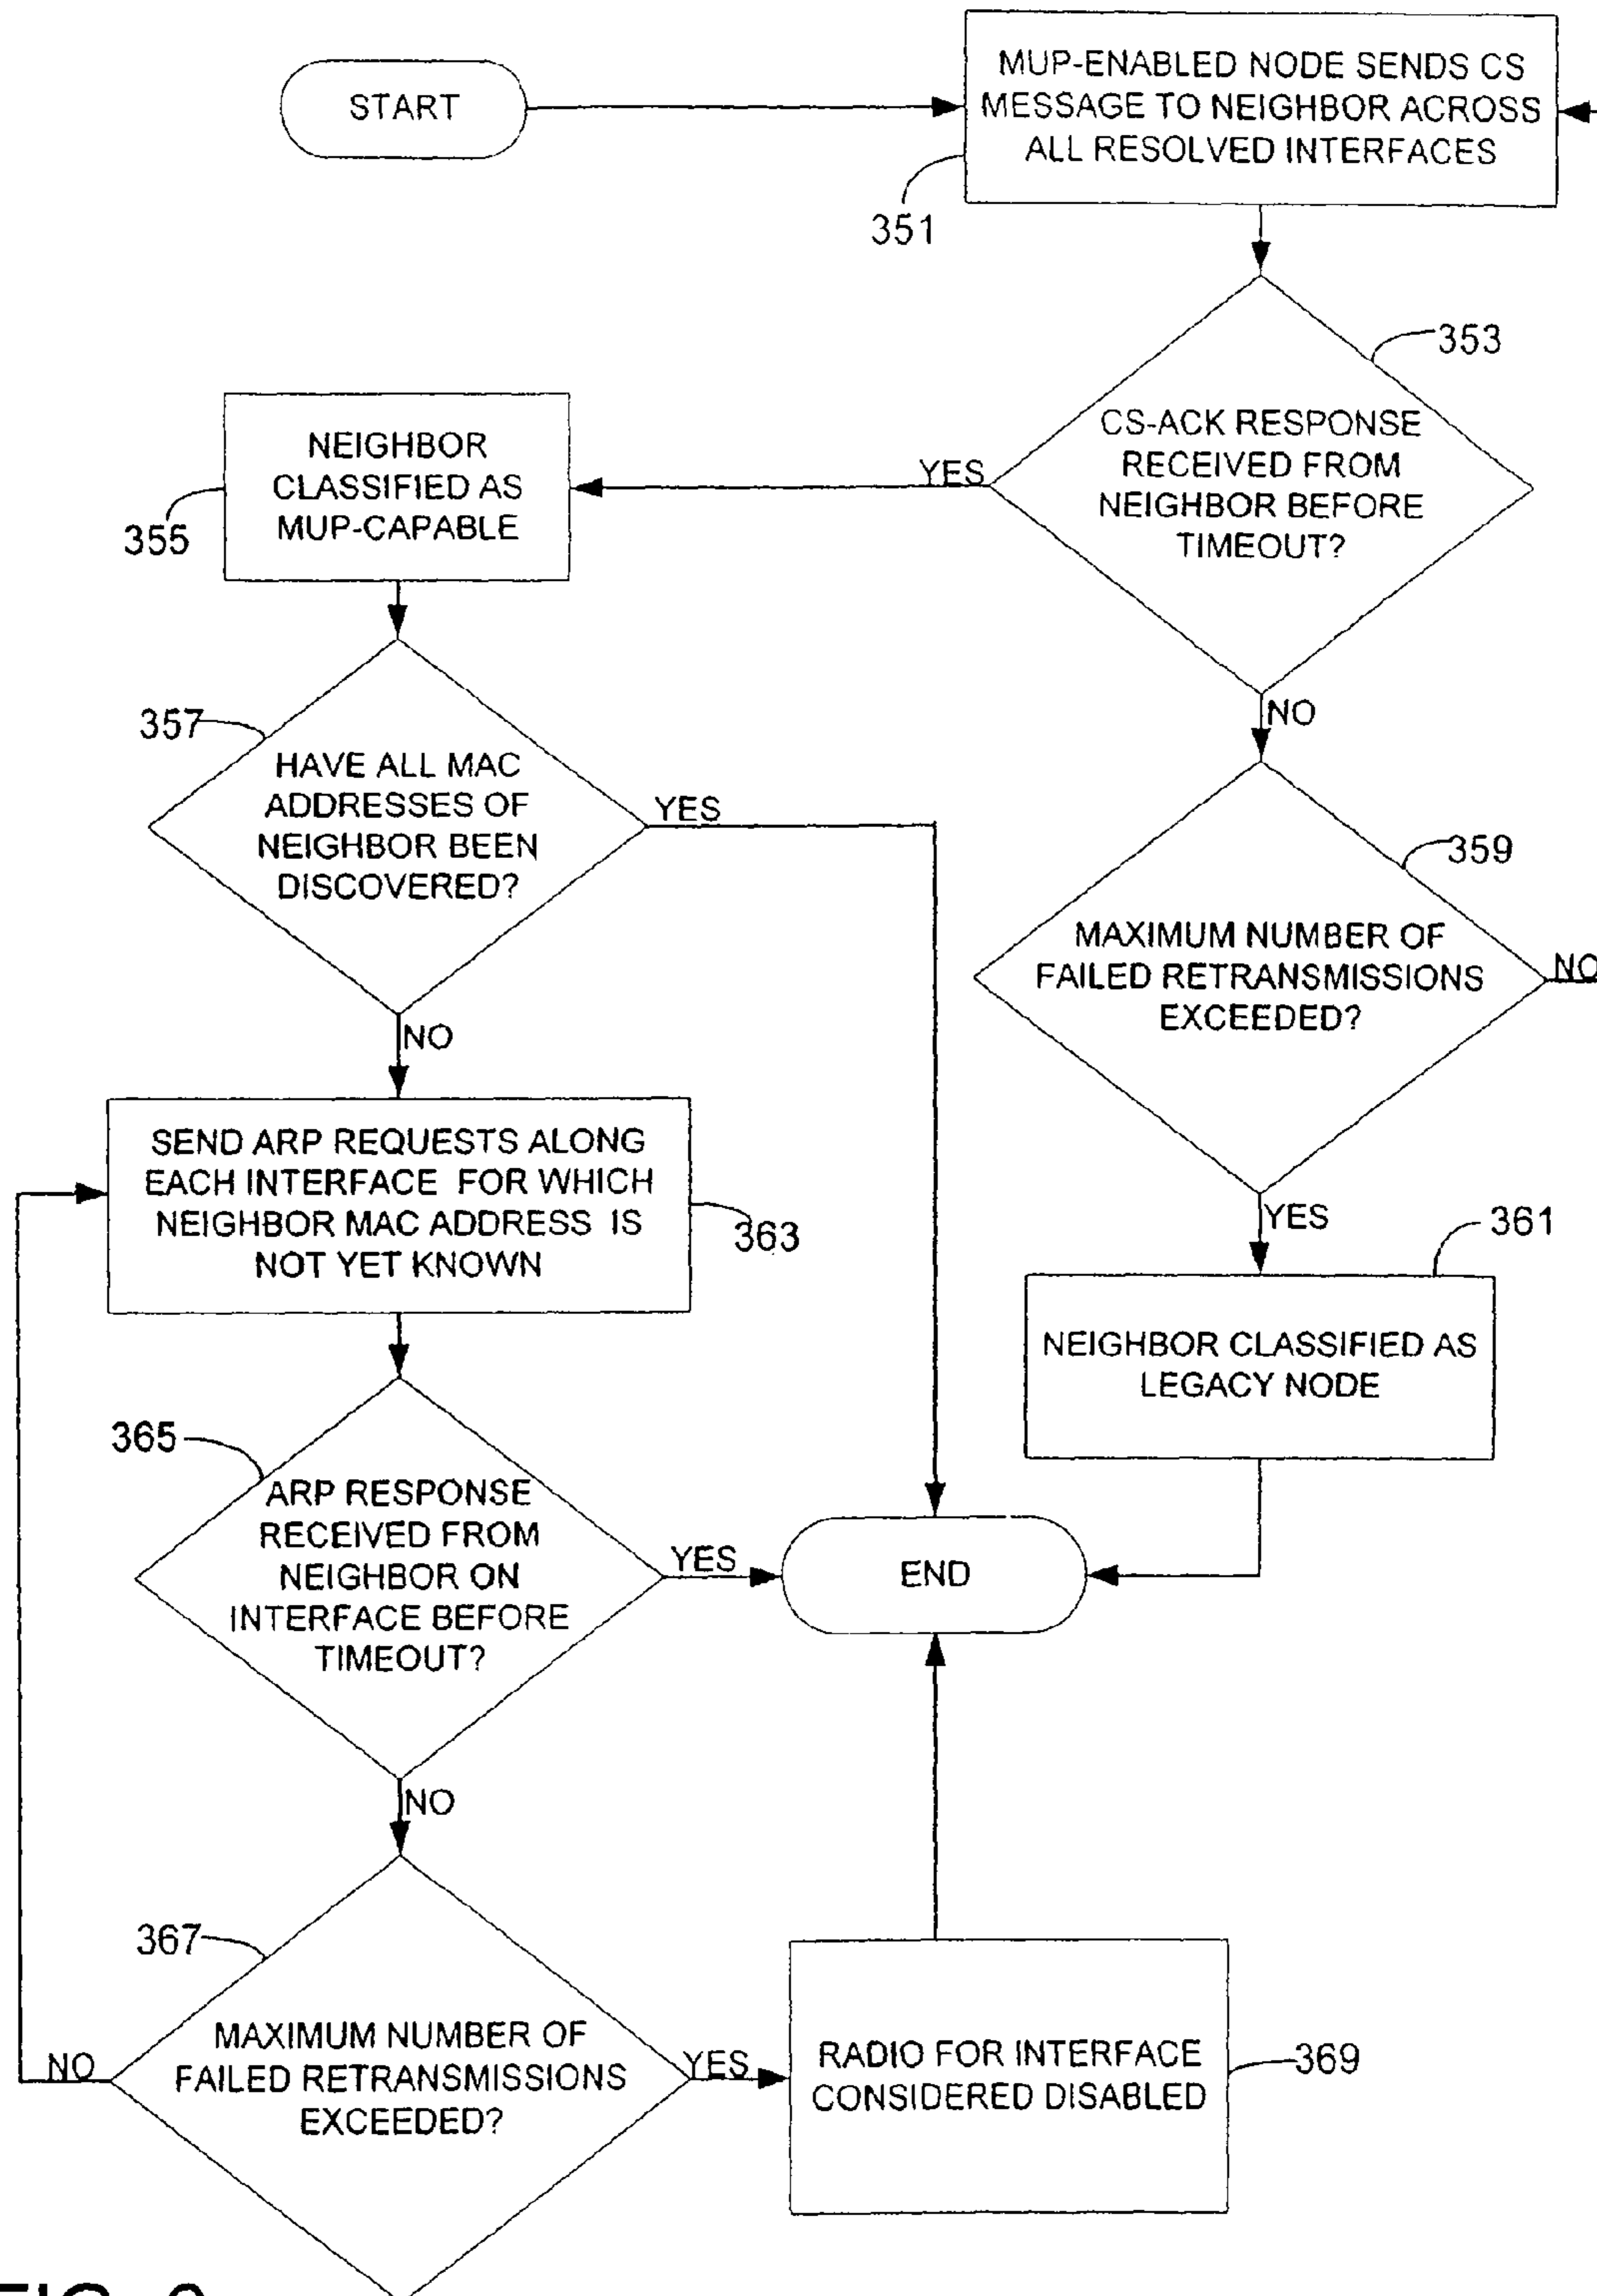 START
MUP-ENABLED NODE SENDS CS
MESSAGE TO NEIGHBOR ACROSS
ALL RESOLVED INTERFACES
351
353
CS-ACK RESPONSE
RECEIVED FROM
NEIGHBOR BEFORE
TIMEOUT?
YES
NEIGHBOR
CLASSIFIED AS
MUP-CAPABLE
355
NO
357
HAVE ALL MAC
ADDRESSES OF
NEIGHBOR BEEN
DISCOVERED?
YES
359
MAXIMUM NUMBER OF
FAILED RETRANSMISSIONS
EXCEEDED?
NO
NO
SEND ARP REQUESTS ALONG
EACH INTERFACE FOR WHICH
NEIGHBOR MAC ADDRESS IS
NOT YET KNOWN
363
YES
361
NEIGHBOR CLASSIFIED AS
LEGACY NODE
365
ARP RESPONSE
RECEIVED FROM
NEIGHBOR ON
INTERFACE BEFORE
TIMEOUT?
YES
END
NO
367
MAXIMUM NUMBER OF
FAILED RETRANSMISSIONS
EXCEEDED?
NO
YES
RADIO FOR INTERFACE
CONSIDERED DISABLED
369